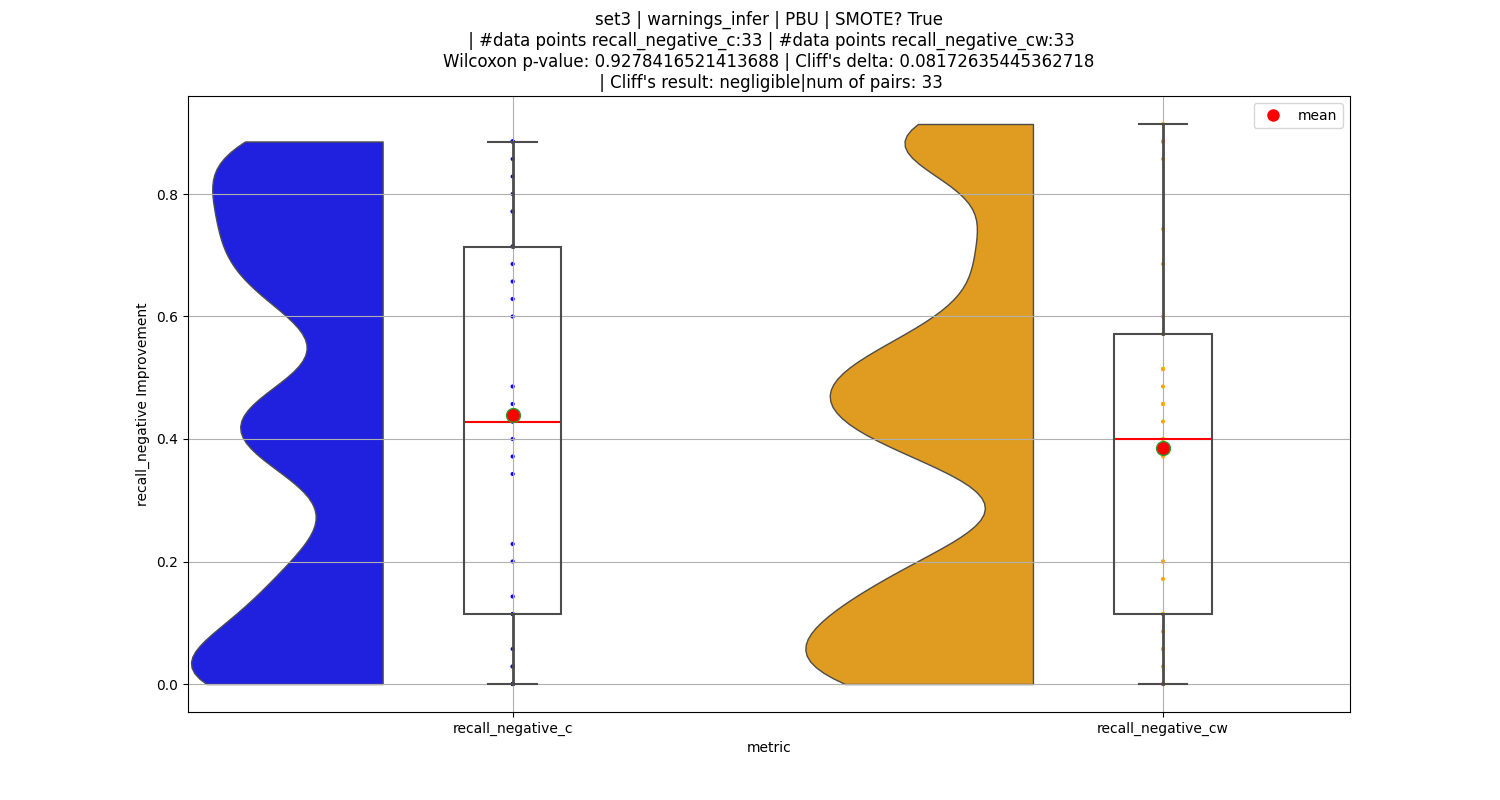 set3 | warnings_infer | PBU | SMOTE? True
| #data points recall_negative_c:33 | #data points recall_negative_cw:33
Wilcoxon p-value: 0.9278416521413688 | Cliff's delta: 0.08172635445362718
| Cliff's result: negligible|num of pairs: 33
mean
recall_negative Improvement
0.8
0.6
0.4
0.2
0.0
recall_negative_c
recall_negative_cw
metric